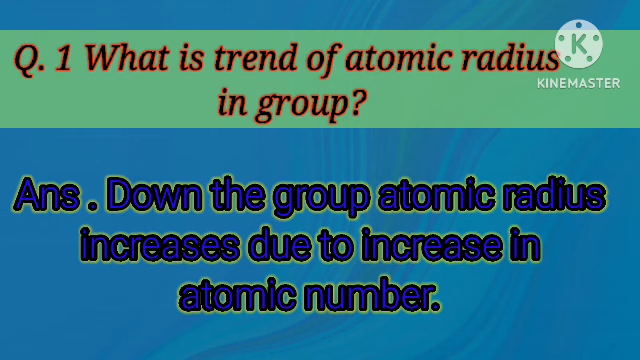 Q. 1 What is trend of atomic radius
in group?
KINEMASTER
Ans . Down the group atomic radius
increases due to increase in
atomic number.